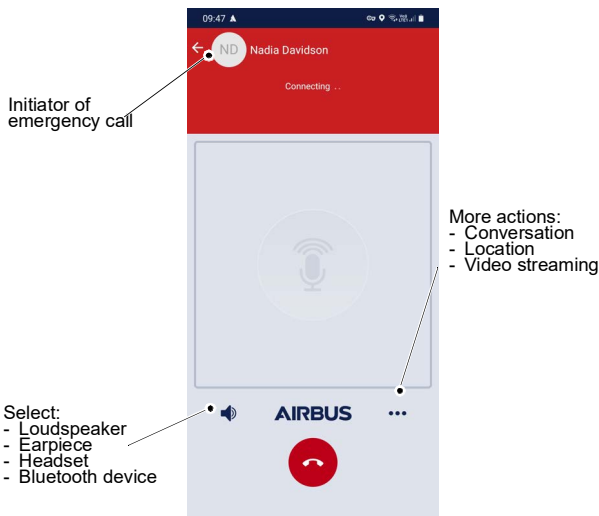 09:47
ND
Nadia Davidson
Connecting . .
Initiator of
emergency call
More actions:
- Conversation
- Location
- Video streaming
Select:
- Loudspeaker
- Earpiece
- Headset
- Bluetooth device
AIRBUS